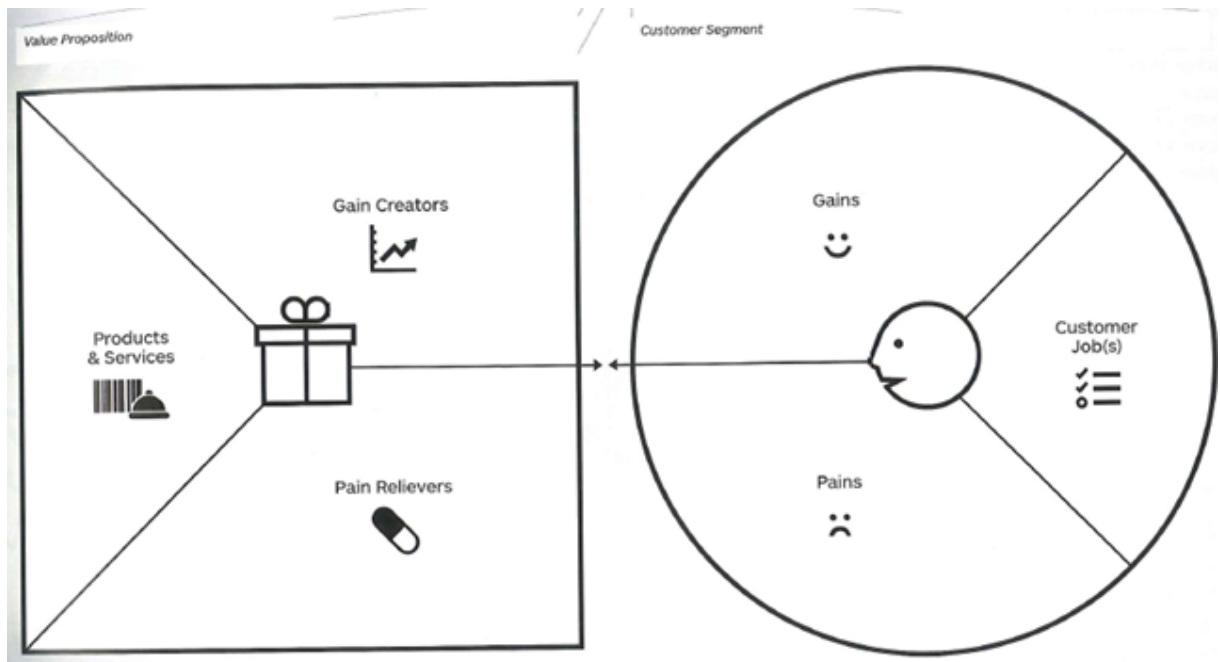 Value Proposition
Customer Segment
Gain Creators
Products
& Services
Pain Relievers
Gains
Customer
Job(s)
Pains